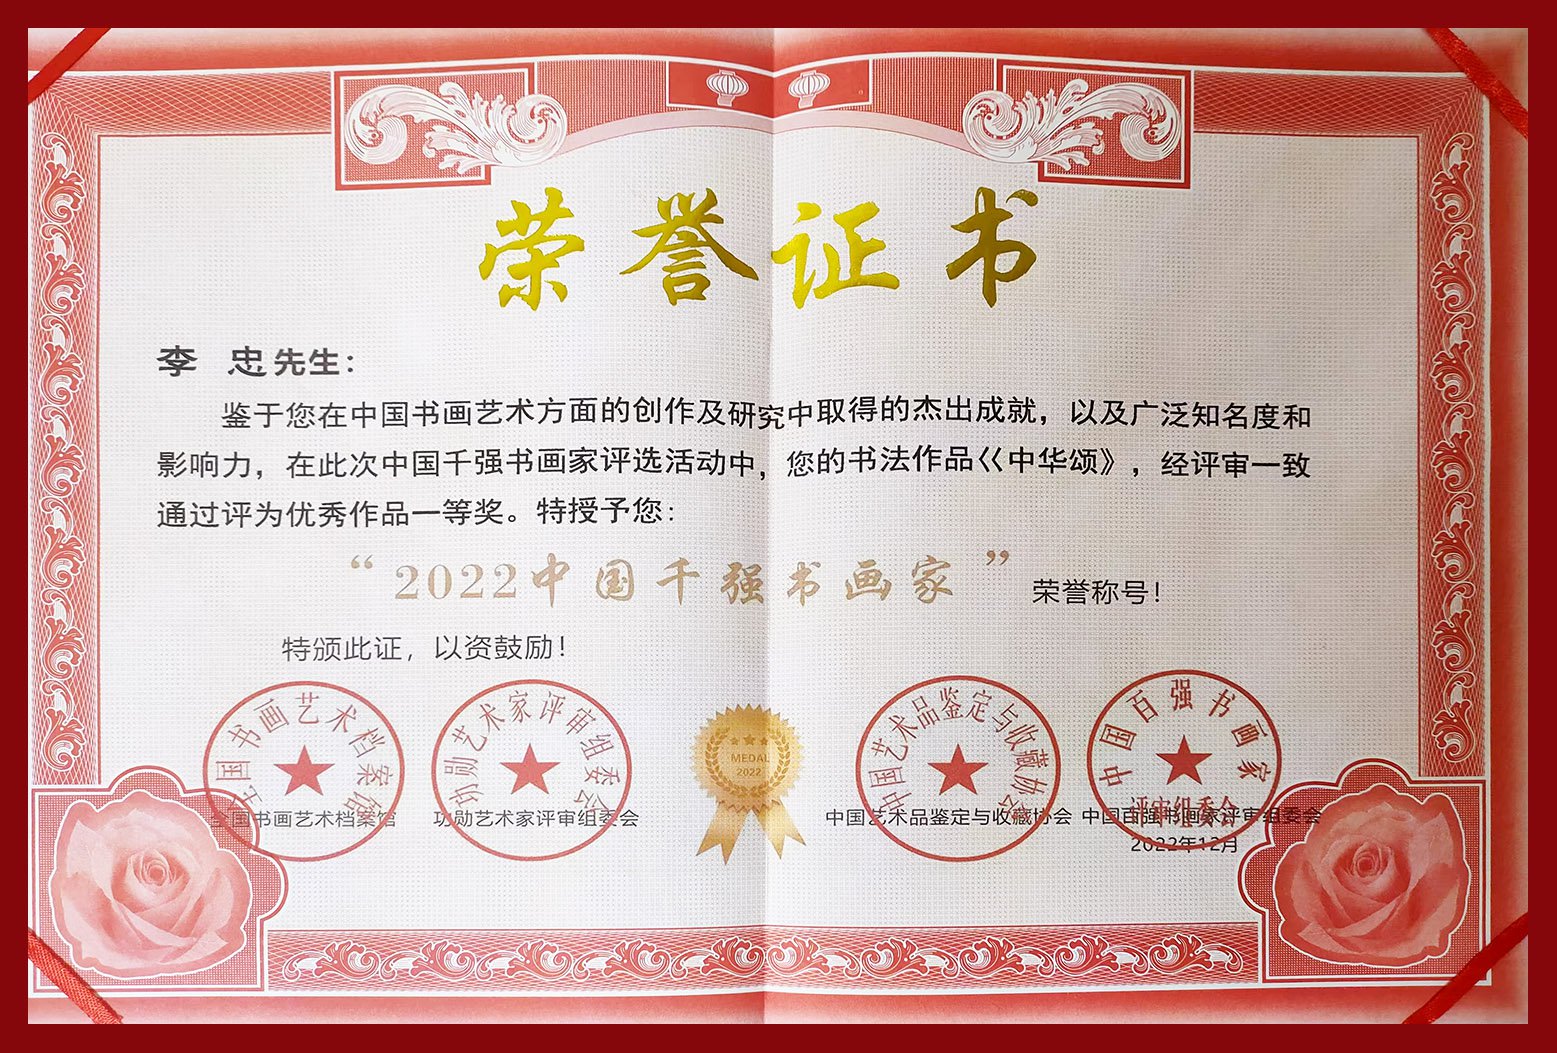 荣誉证书
李 忠先生：
鉴于您在中国书画艺术方面的创作及研究中取得的杰出成就，以及广泛知名度和
影响力，在此次中国千强书画家评选活动中，您的书法作品《中华颂》，经评审一致
通过评为优秀作品一等奖。特授予您：
“2022中国千强书画家” 荣誉称号！
特颁此证，以资鼓励！
全国书画艺术档案馆
功勋艺术家评审组委会
MEDAL
2022
中国艺术品鉴定与收藏协会
中国百强书画家
评审组委会
全国书画艺术档案馆 功勋艺术家评审组委会 中国艺术品鉴定与收藏协会 中国百强书画家评审组委会
2022年12月